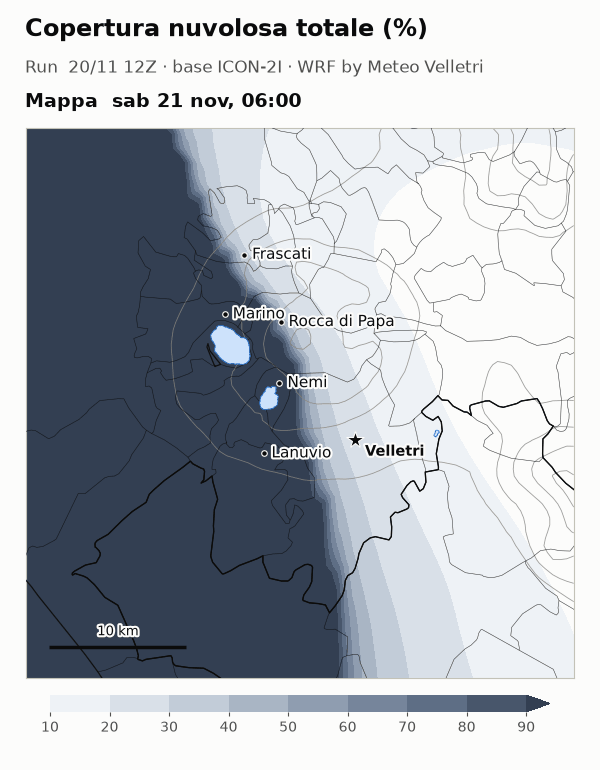 Copertura nuvolosa totale (%)
Run  20/11 12Z · base ICON-2I · WRF by Meteo Velletri
Mappa  sab 21 nov, 06:00
Frascati
Marino
Rocca di Papa
Nemi
Velletri
Lanuvio
10 km
10 20 30 40 50 60 70 80 90